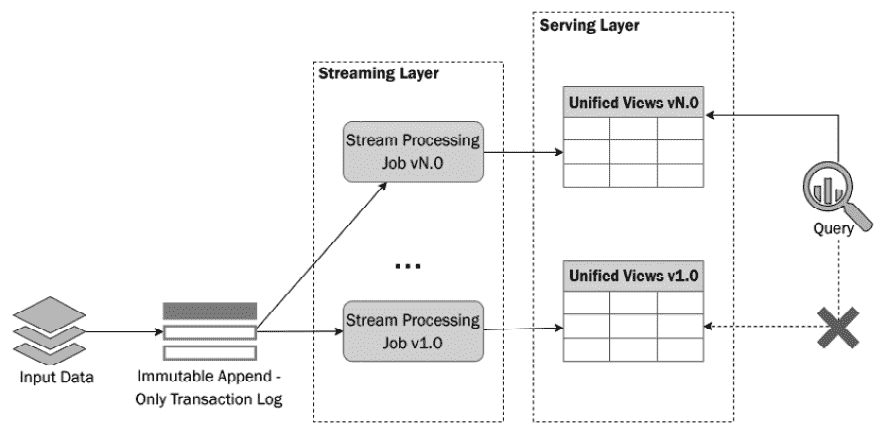 Serving Layer
Streaming Layer
Unified Views vN.0
Stream Processing
Job vN.0
Query
...
Unified Views v1.0
Stream Processing
Job v1.0
Input Data
Immutable Append -
Only Transaction Log